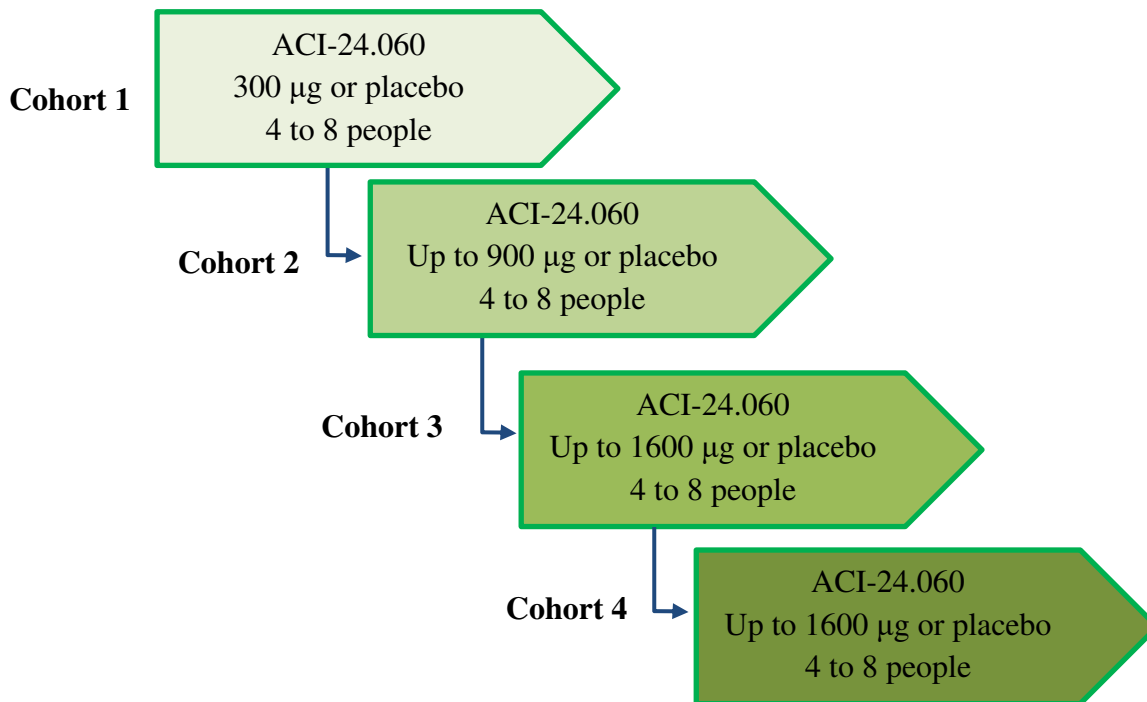 Cohort 1
ACI-24.060
300 μg or placebo
4 to 8 people
Cohort 2
ACI-24.060
Up to 900 μg or placebo
4 to 8 people
Cohort 3
ACI-24.060
Up to 1600 μg or placebo
4 to 8 people
Cohort 4
ACI-24.060
Up to 1600 μg or placebo
4 to 8 people